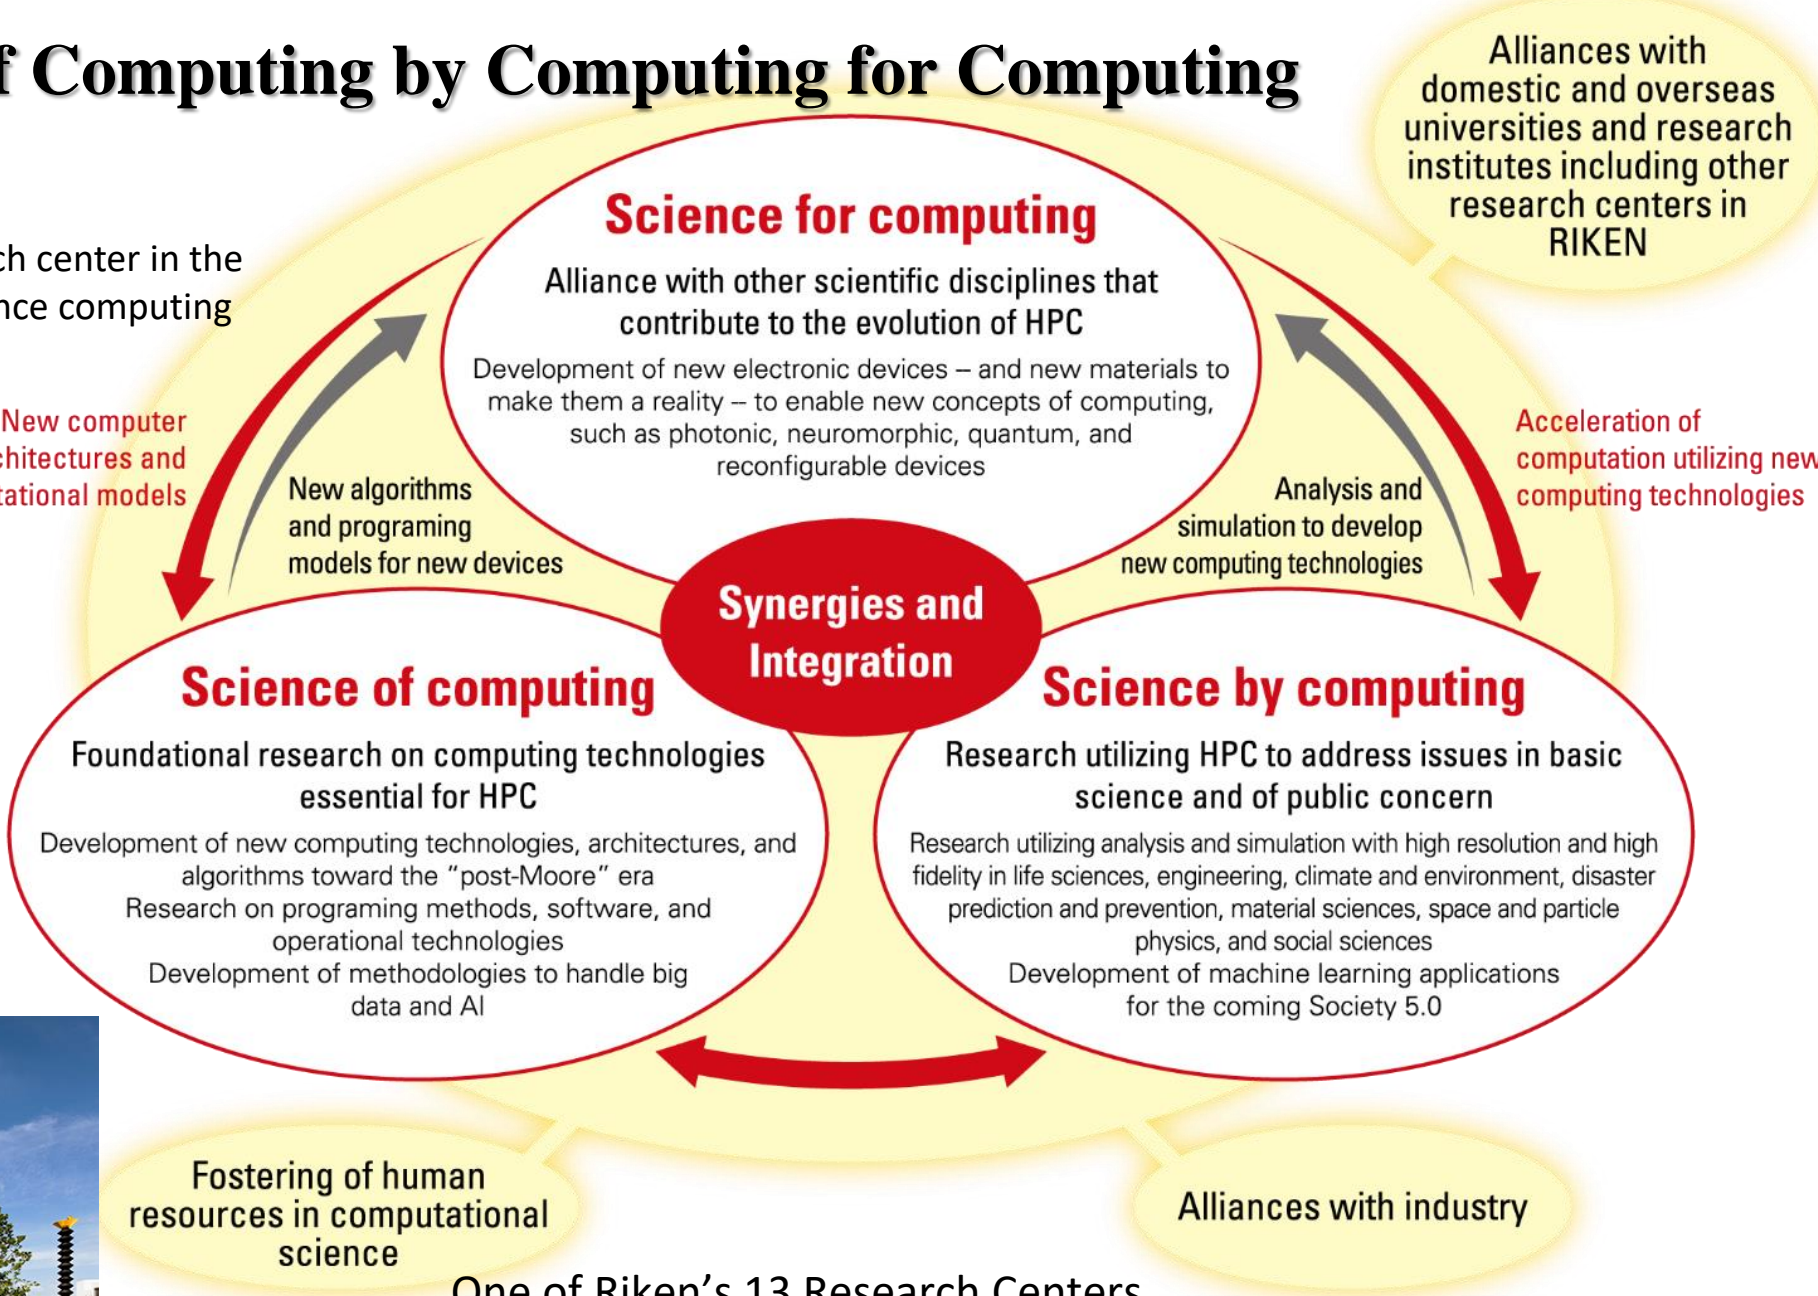 f Computing by Computing for Computing
Alliances with
domestic and overseas
universities and research
institutes including other
research centers in
RIKEN
ch center in the
nce computing
Science for computing
Alliance with other scientific disciplines that
contribute to the evolution of HPC
Development of new electronic devices – and new materials to
make them a reality – to enable new concepts of computing,
such as photonic, neuromorphic, quantum, and
reconfigurable devices
New computer
chitectures and
tational models
New algorithms
and programing
models for new devices
Analysis and
simulation to develop
new computing technologies
Acceleration of
computation utilizing new
computing technologies
Synergies and
Integration
Science of computing
Foundational research on computing technologies
essential for HPC
Development of new computing technologies, architectures, and
algorithms toward the “post-Moore” era
Research on programing methods, software, and
operational technologies
Development of methodologies to handle big
data and AI
Science by computing
Research utilizing HPC to address issues in basic
science and of public concern
Research utilizing analysis and simulation with high resolution and high
fidelity in life sciences, engineering, climate and environment, disaster
prediction and prevention, material sciences, space and particle
physics, and social sciences
Development of machine learning applications
for the coming Society 5.0
Fostering of human
resources in computational
science
Alliances with industry
One of Riken’s 13 Research Centers